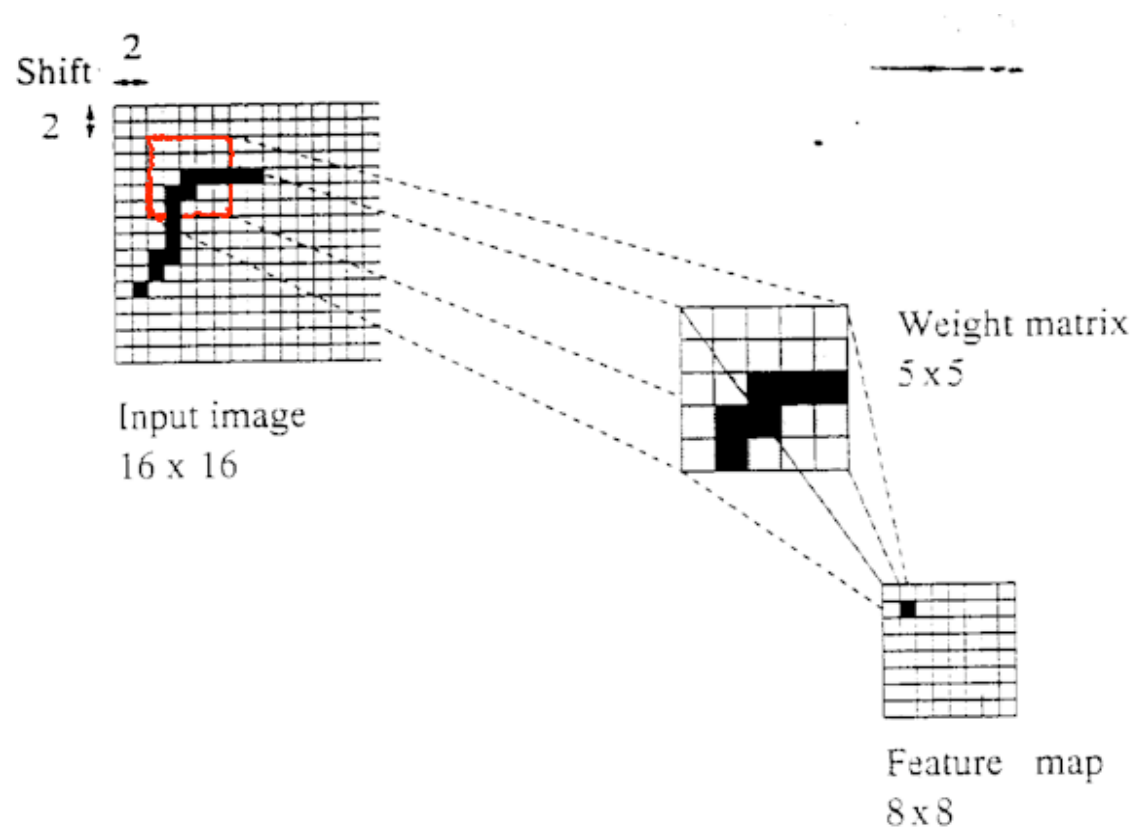 2
Shift
2
Input image
16 x 16
Weight matrix
5x5
Feature map
8x8